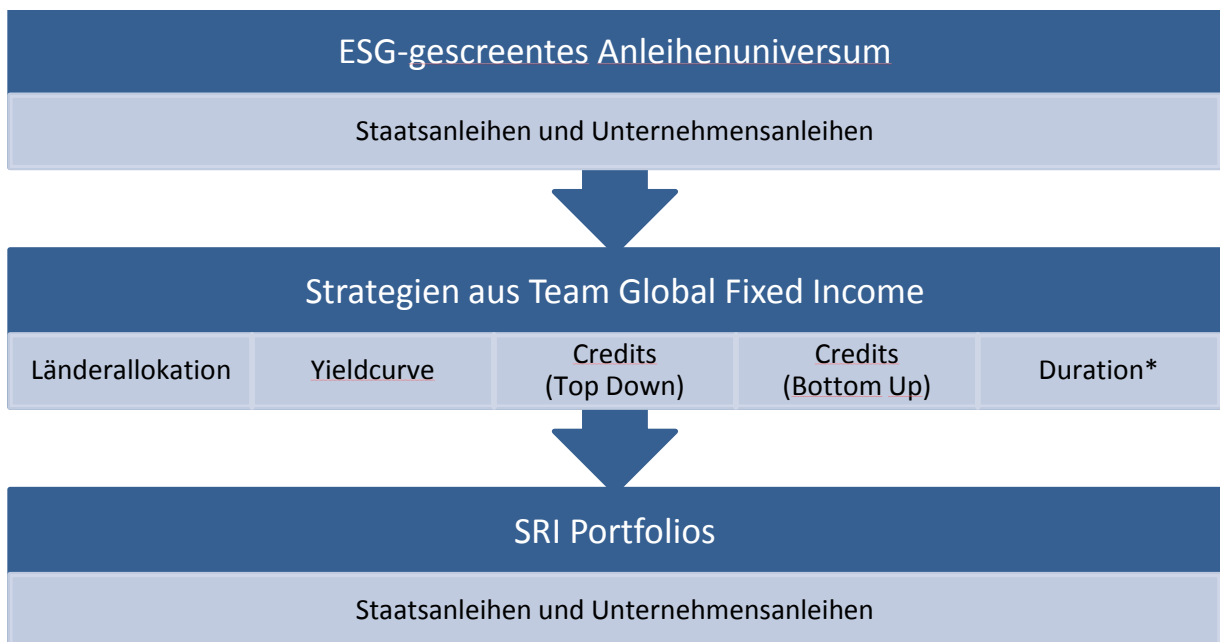 ESG-gescreentes Anleihenuniversum
Staatsanleihen und Unternehmensanleihen
Strategien aus Team Global Fixed Income
Länderallokation
Yieldcurve
Credits
(Top Down)
Credits
(Bottom Up)
Duration*
SRI Portfolios
Staatsanleihen und Unternehmensanleihen